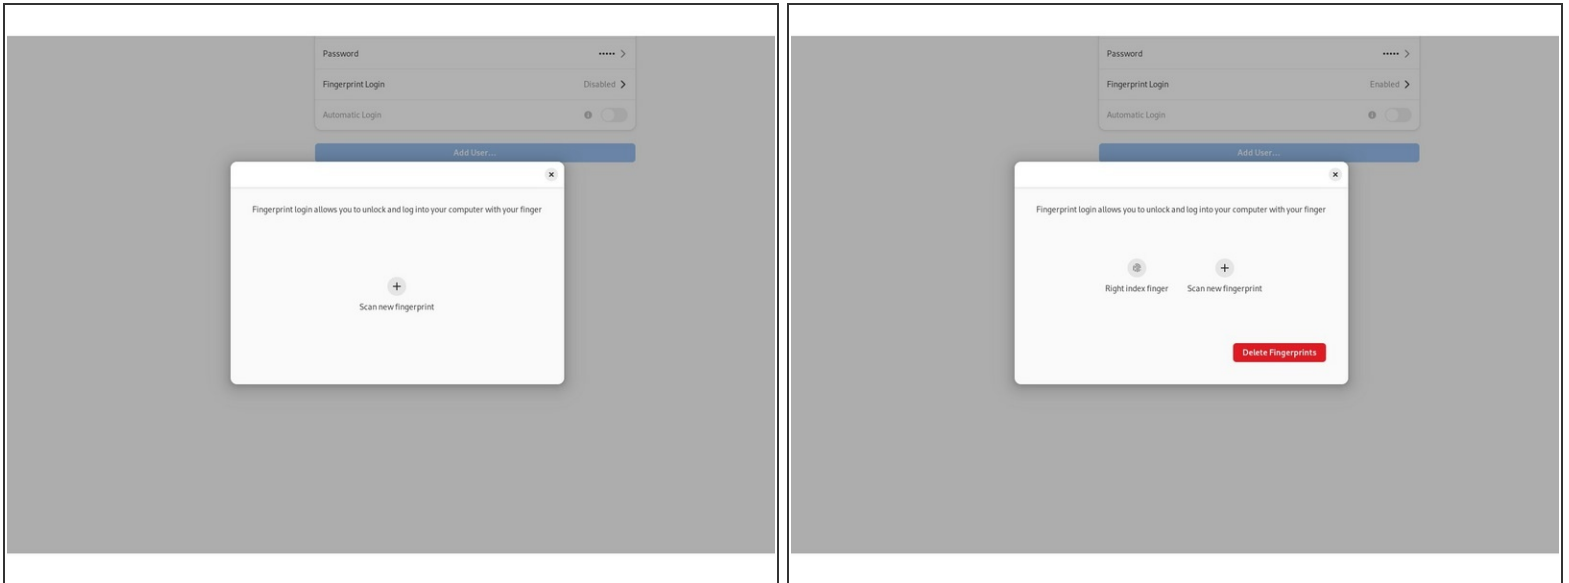 Password •••••
Fingerprint Login Disabled
Automatic Login
Add User...
Fingerprint login allows you to unlock and log into your computer with your finger
Scan new fingerprint
Password •••••
Fingerprint Login Enabled
Automatic Login
Add User...
Fingerprint login allows you to unlock and log into your computer with your finger
Right index finger Scan new fingerprint
Delete Fingerprints